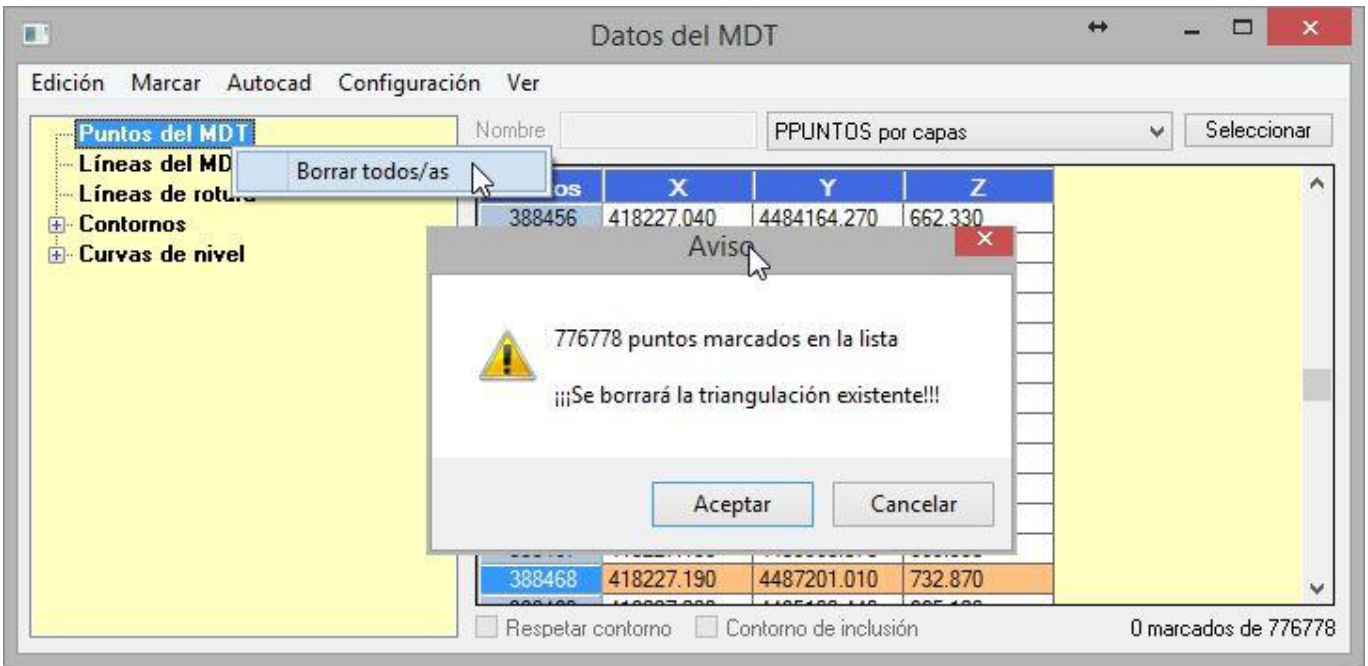 Datos del MDT
Edición Marcar Autocad Configuración Ver
Puntos del MDT
Líneas del MD
Líneas de rotura
Contornos
Curvas de nivel
Borrar todos/as
Nombre PPUNTOS por capas Seleccionar
os X Y Z
388456 418227.040 4484164.270 662.330
Aviso
776778 puntos marcados en la lista
¡¡¡Se borrará la triangulación existente!!!
Aceptar Cancelar
388468 418227.190 4487201.010 732.870
Respetar contorno Contorno de inclusión 0 marcados de 776778